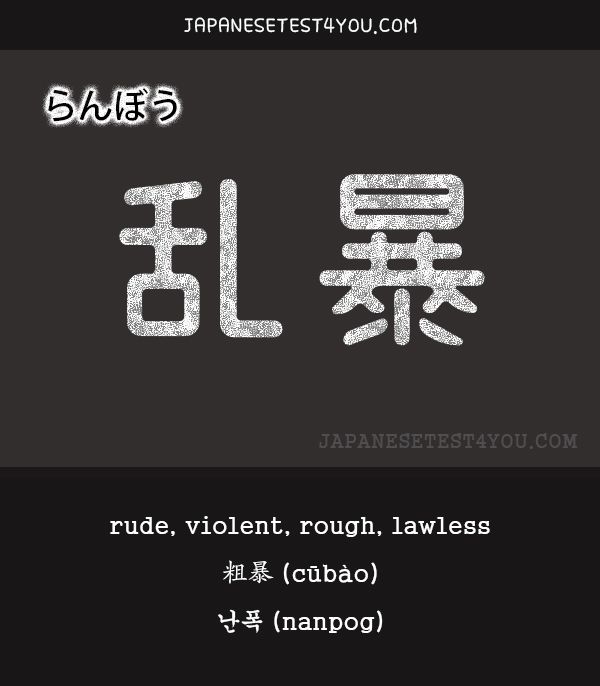 JAPANESETEST4YOU.COM
らんぼう
乱暴
JAPANESETEST4YOU.COM
rude, violent, rough, lawless
粗暴 (cūbào)
난폭 (nanpog)